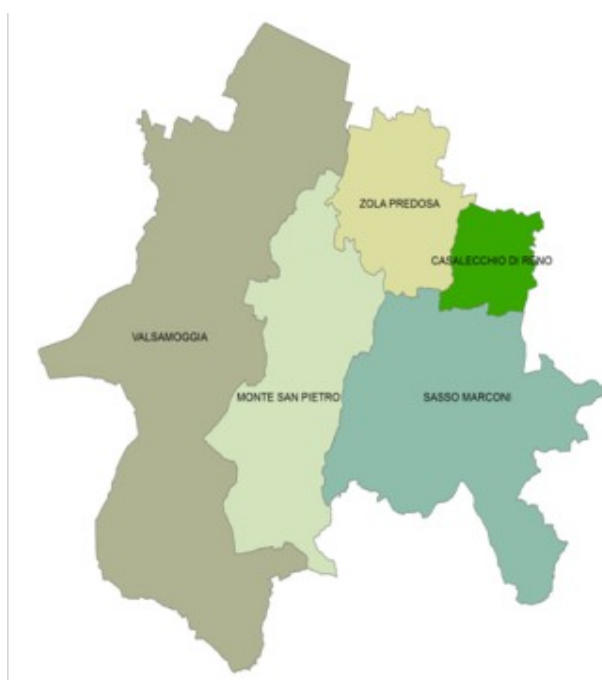 ZOLA PREDOSA
CASALECCHIO DI RENO
VALSAMOGGIA
MONTE SAN PIETRO
SASSO MARCONI